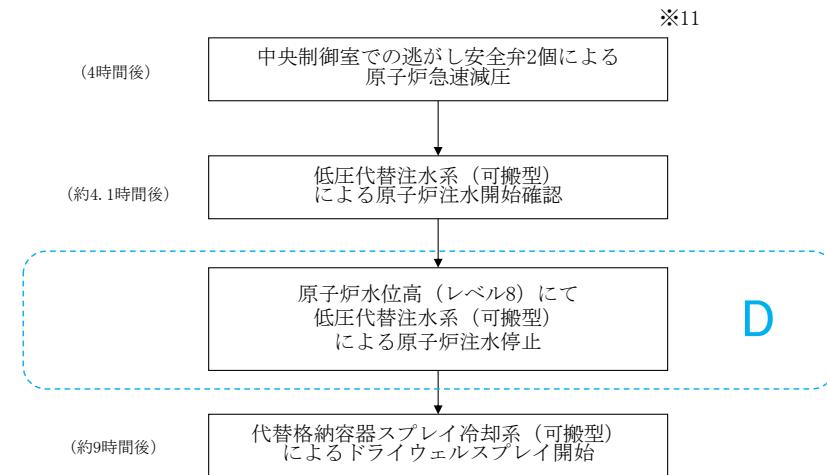 ※11
(4時間後)
中央制御室での逃がし安全弁2個による
原子炉急速減圧
(約4.1時間後)
低圧代替注水系(可搬型)
による原子炉注水開始確認
原子炉水位高(レベル8)にて
低圧代替注水系(可搬型)
による原子炉注水停止
D
(約9時間後)
代替格納容器スプレイ冷却系(可搬型)
によるドライウェルスプレイ開始